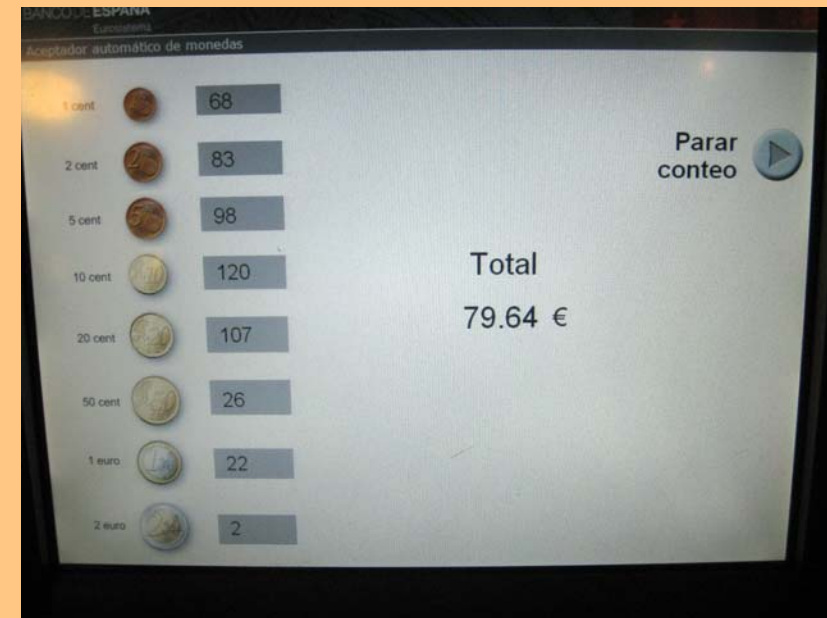 BANCO DE ESPAÑA
Eurosistema
Aceptador automático de monedas
1 cent 68
2 cent 83
5 cent 98
10 cent 120
20 cent 107
50 cent 26
1 euro 22
2 euro 2
Parar
conteo
Total
79.64 €